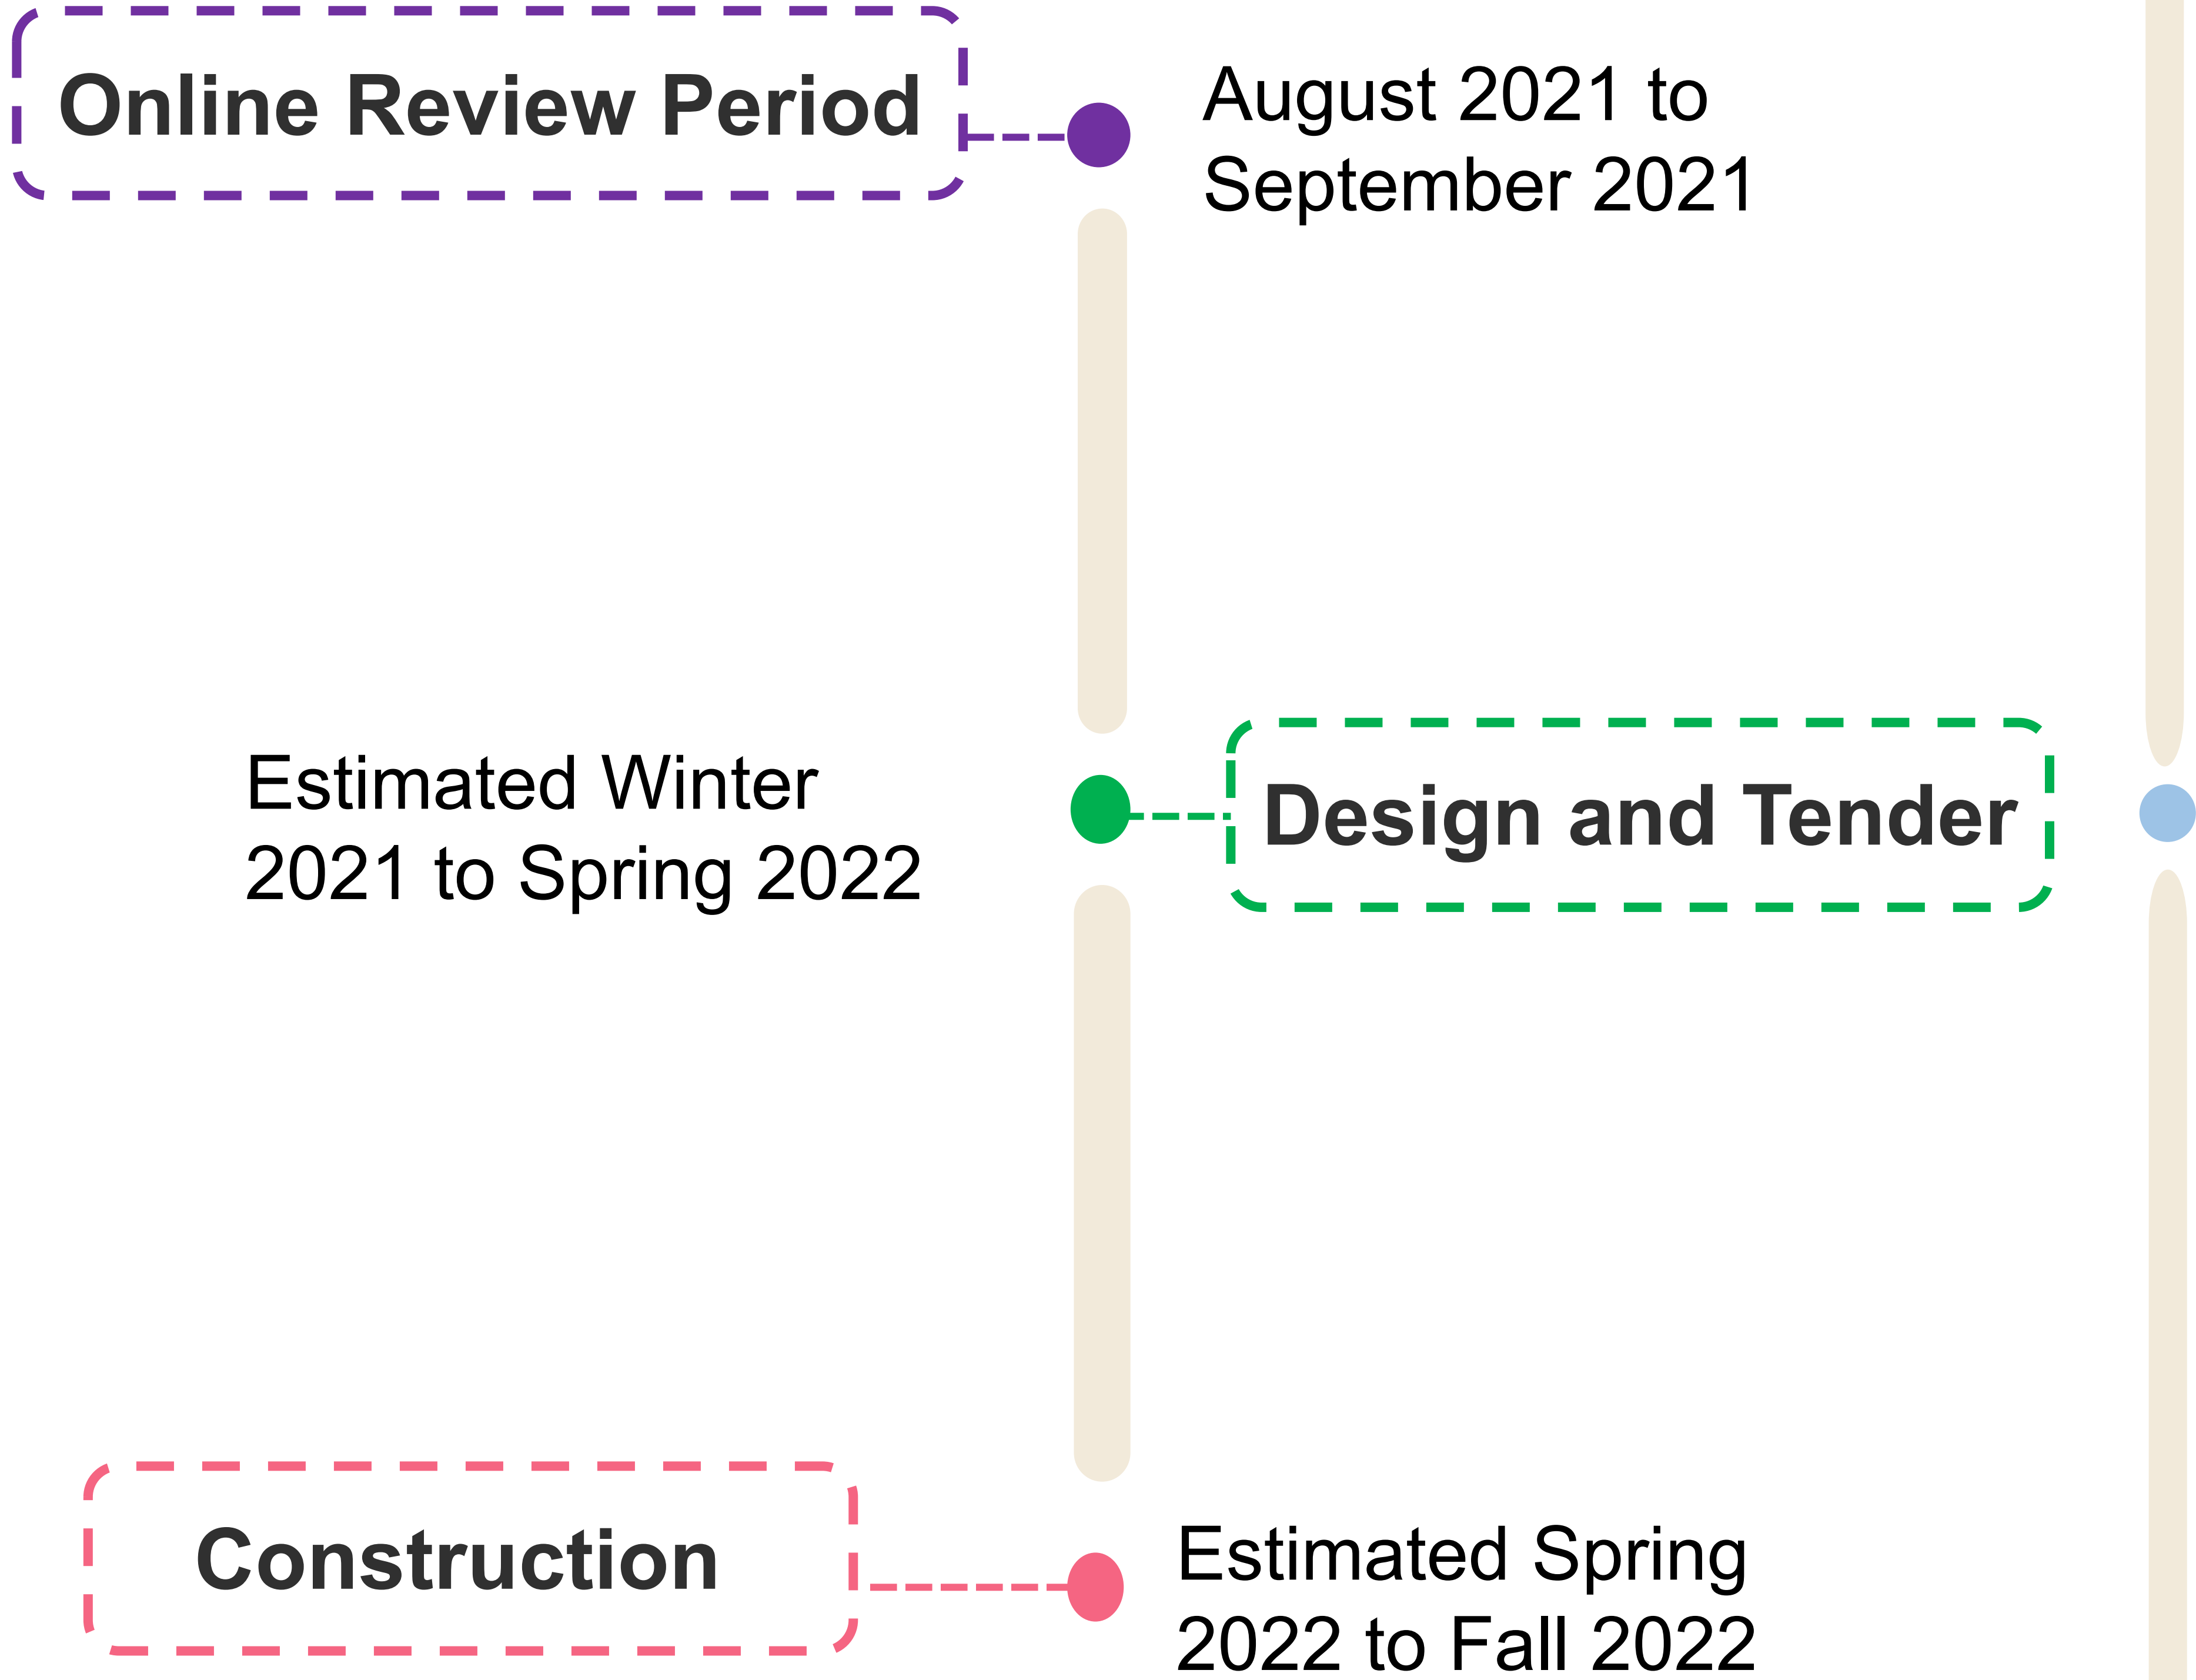 Online Review Period
August 2021 to
September 2021
Estimated Winter
2021 to Spring 2022
Design and Tender
Construction
Estimated Spring
2022 to Fall 2022